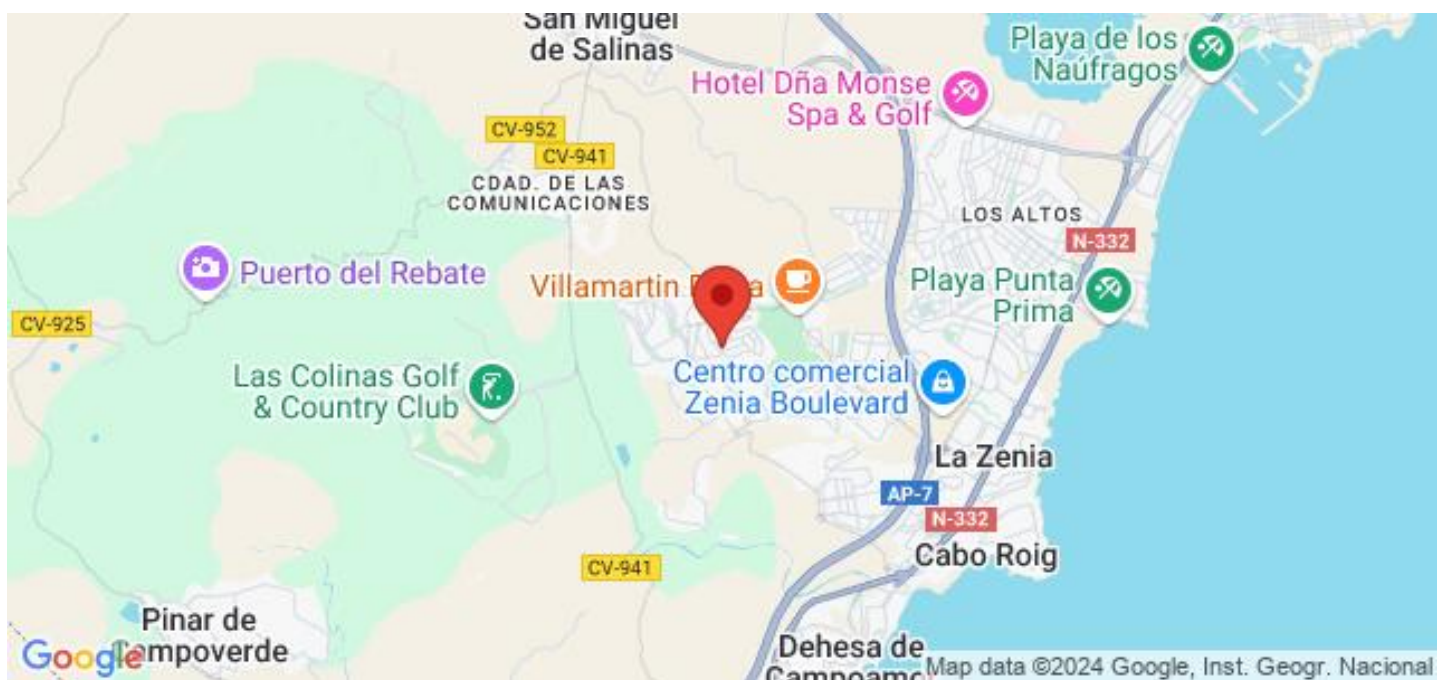 San Miguel
de Salinas
Playa de los
Naúfragos
Hotel Dña Monse
Spa & Golf
CV-952
CV-941
CDAD. DE LAS
COMUNICACIONES
LOS ALTOS
N-332
Puerto del Rebate
Villamartin
Playa Punta
Prima
CV-925
Las Colinas Golf
& Country Club
Centro comercial
Zenia Boulevard
La Zenia
AP-7
N-332
Cabo Roig
CV-941
Pinar de
Campoverde
Dehesa de
Campoamor
Google
Map data ©2024 Google, Inst. Geogr. Nacional